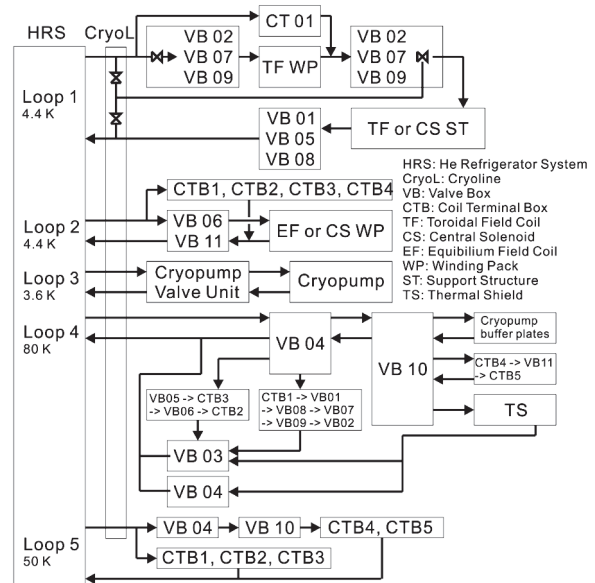 HRS
CryoL
CT 01
VB 02
VB 07
VB 09
TF WP
VB 02
VB 07
VB 09
Loop 1
4.4 K
VB 01
VB 05
VB 08
TF or CS ST
HRS: He Refrigerator System
CryoL: Cryoline
VB: Valve Box
CTB: Coil Terminal Box
TF: Toroidal Field Coil
CS: Central Solenoid
EF: Equibilium Field Coil
WP: Winding Pack
ST: Support Structure
TS: Thermal Shield
CTB1, CTB2, CTB3, CTB4
Loop 2
4.4 K
VB 06
VB 11
EF or CS WP
Loop 3
3.6 K
Cryopump
Valve Unit
Cryopump
Loop 4
80 K
VB 04
VB 10
Cryopump
buffer plates
CTB4 -> VB11
-> CTB5
TS
VB05 -> CTB3
-> VB06 -> CTB2
CTB1 -> VB01
-> VB08 -> VB07
-> VB09 -> VB02
VB 03
VB 04
Loop 5
50 K
VB 04
VB 10
CTB4, CTB5
CTB1, CTB2, CTB3